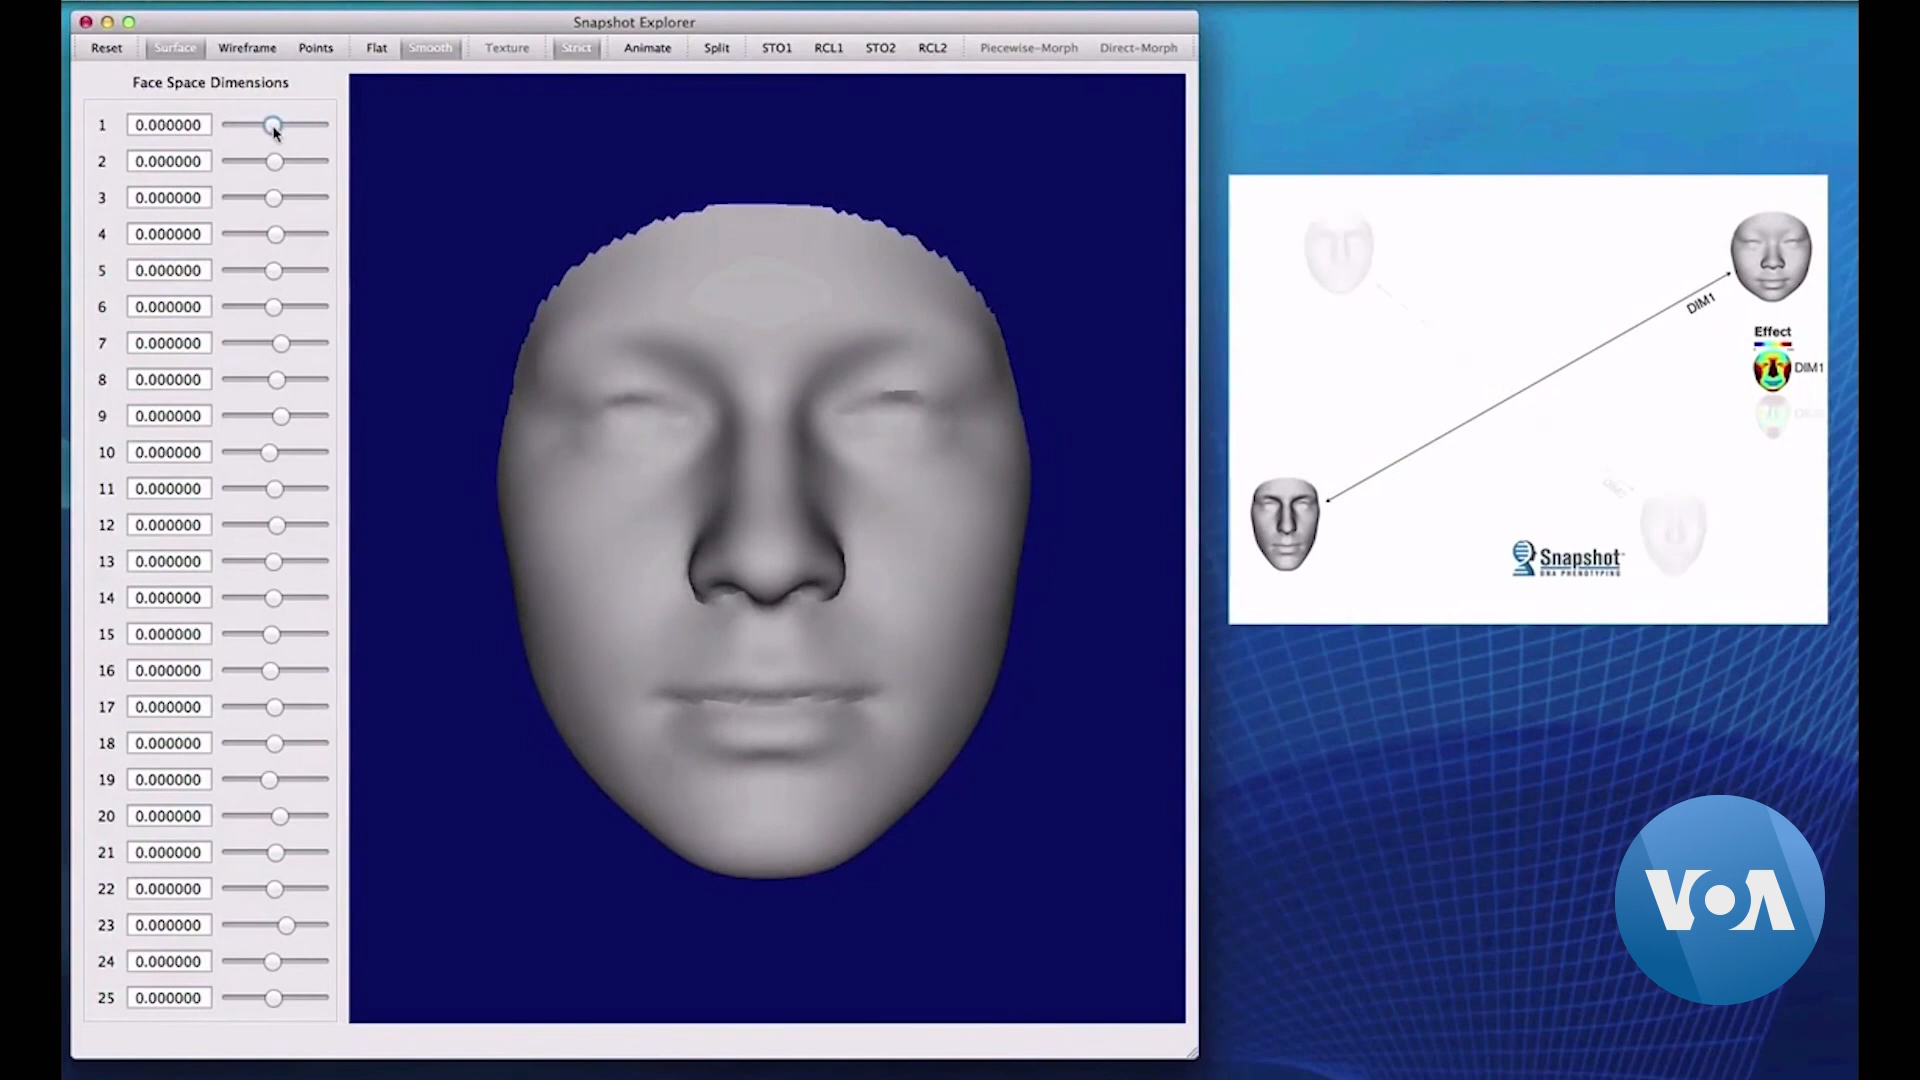 Snapshot Explorer
Reset Surface Wireframe Points Flat Smooth Texture Strict Animate Split STO1 RCL1 STO2 RCL2 Piecewise-Morph Direct-Morph
Face Space Dimensions
1 0.000000
2 0.000000
3 0.000000
4 0.000000
5 0.000000
6 0.000000
7 0.000000
8 0.000000
9 0.000000
10 0.000000
11 0.000000
12 0.000000
13 0.000000
14 0.000000
15 0.000000
16 0.000000
17 0.000000
18 0.000000
19 0.000000
20 0.000000
21 0.000000
22 0.000000
23 0.000000
24 0.000000
25 0.000000
DIM1
Effect
DIM1
Snapshot
DNA PHENOTYPING
VOA